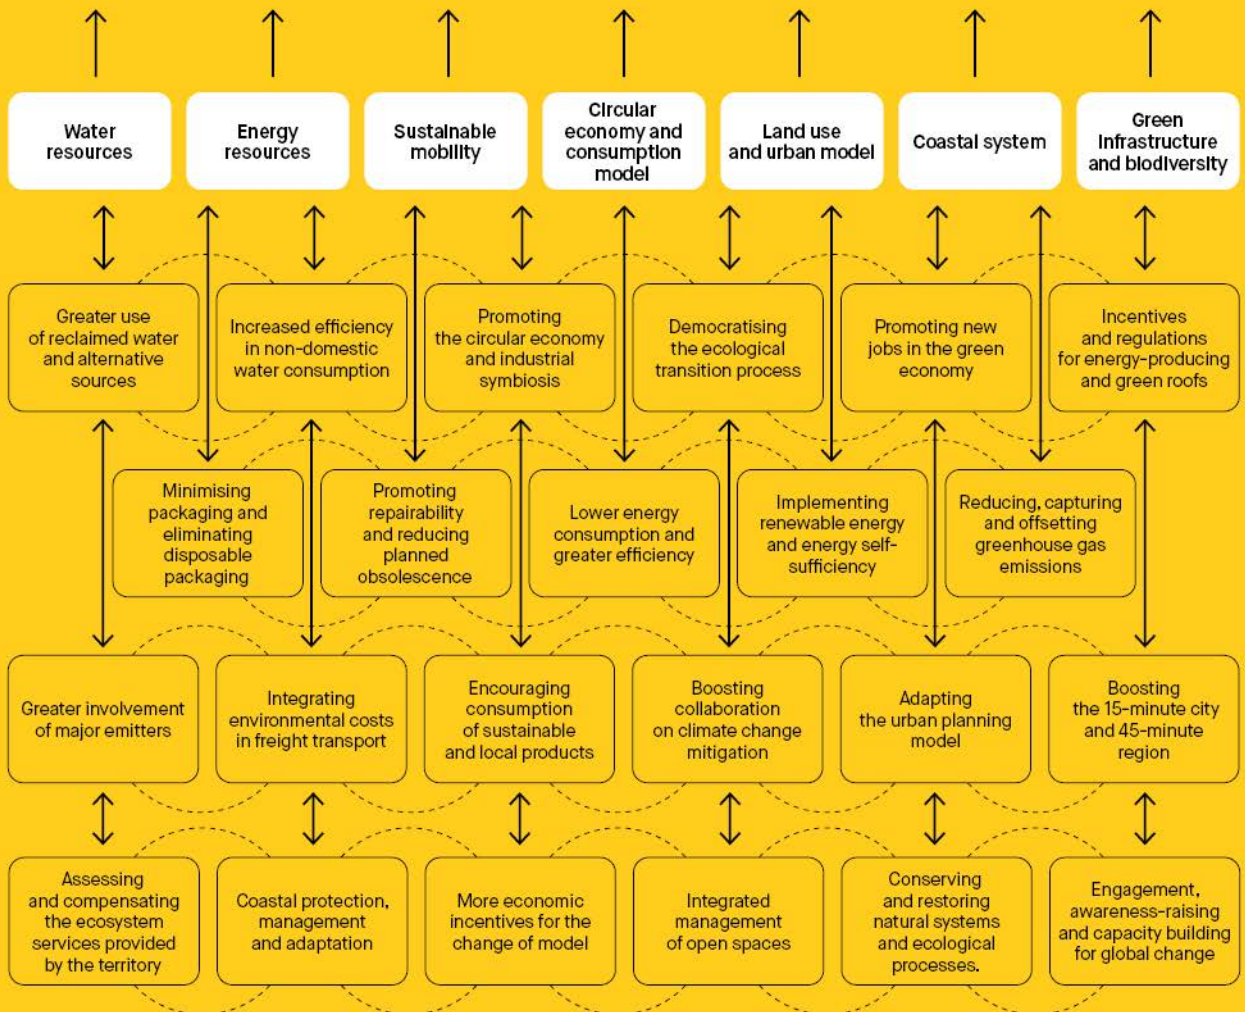 Water
resources
Energy
resources
Sustainable
mobility
Circular
economy and
consumption
model
Land use
and urban model
Coastal system
Green
infrastructure
and biodiversity
Greater use
of reclaimed water
and alternative
sources
Increased efficiency
in non-domestic
water consumption
Promoting
the circular economy
and industrial
symbiosis
Democratising
the ecological
transition process
Promoting new
jobs in the green
economy
Incentives
and regulations
for energy-producing
and green roofs
Minimising
packaging and
eliminating
disposable
packaging
Promoting
repairability
and reducing
planned
obsolescence
Lower energy
consumption and
greater efficiency
Implementing
renewable energy
and energy self-
sufficiency
Reducing, capturing
and offsetting
greenhouse gas
emissions
Greater involvement
of major emitters
Integrating
environmental costs
in freight transport
Encouraging
consumption
of sustainable
and local products
Boosting
collaboration
on climate change
mitigation
Adapting
the urban planning
model
Boosting
the 15-minute city
and 45-minute
region
Assessing
and compensating
the ecosystem
services provided
by the territory
Coastal protection,
management
and adaptation
More economic
incentives for the
change of model
Integrated
management
of open spaces
Conserving
and restoring
natural systems
and ecological
processes.
Engagement,
awareness-raising
and capacity building
for global change